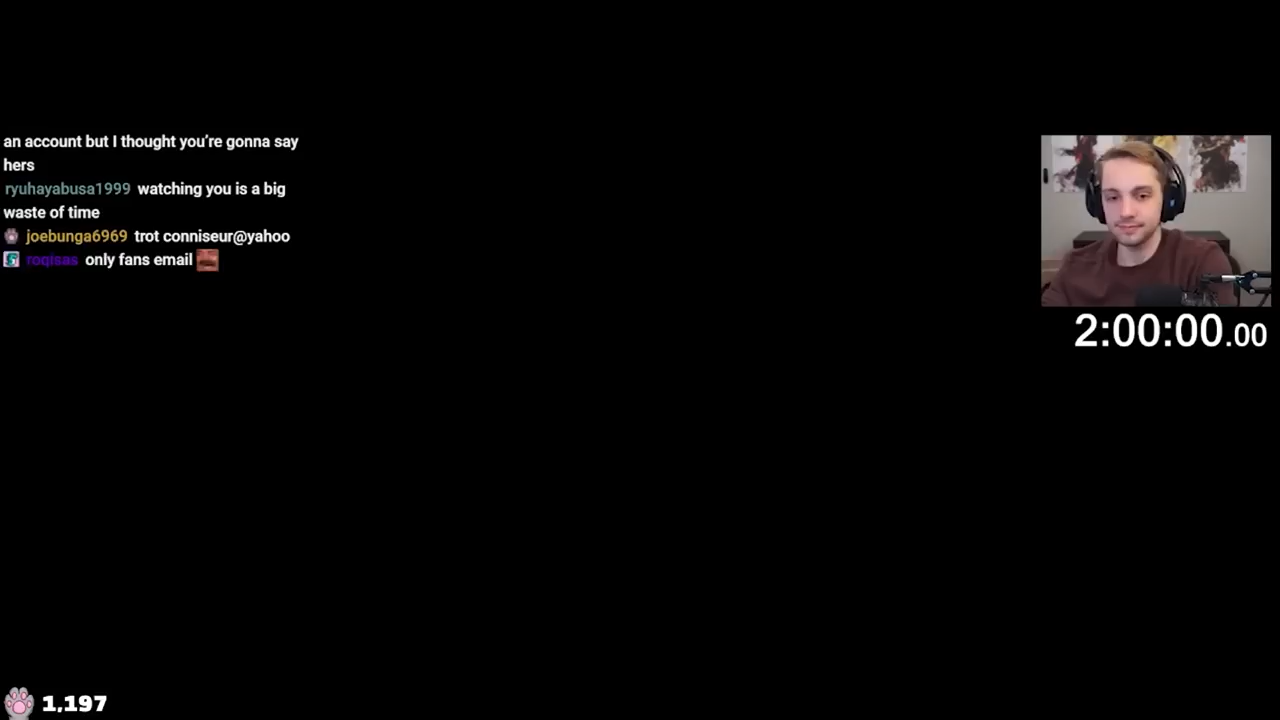 an account but I thought you're gonna say
hers
ryuhayabusa1999 watching you is a big
waste of time
joebunga6969 trot conniseur@yahoo
roqisas only fans email
2:00:00.00
1,197